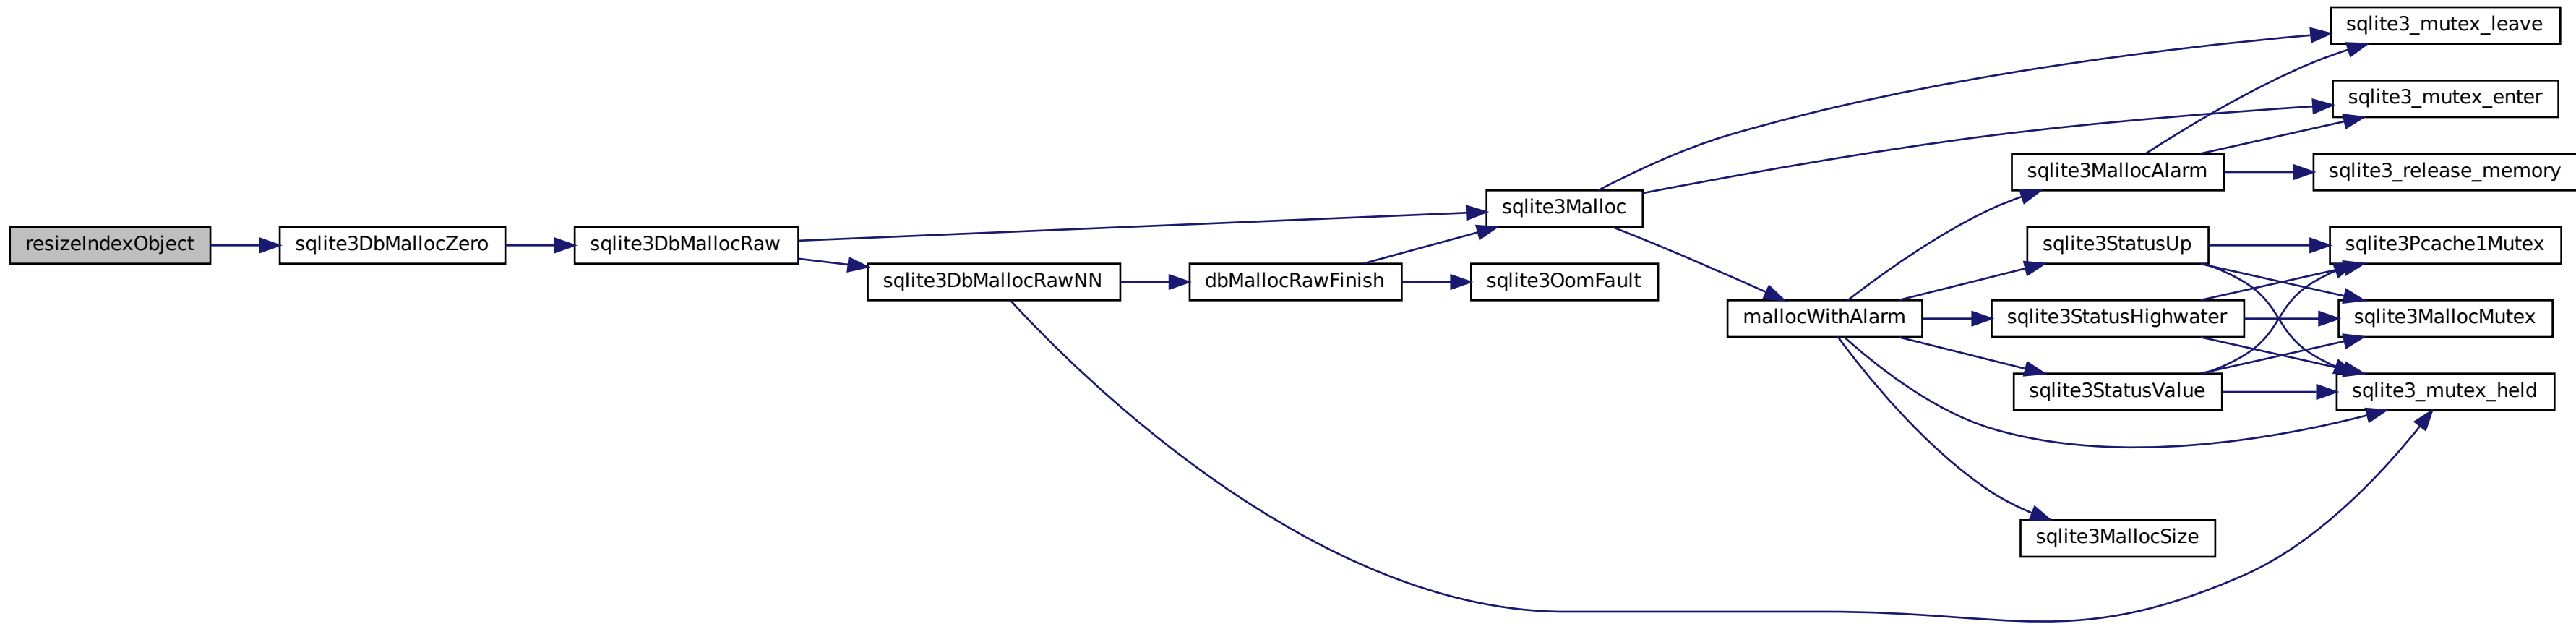 resizeIndexObject
sqlite3DbMallocZero
sqlite3DbMallocRaw
sqlite3DbMallocRawNN
dbMallocRawFinish
sqlite3Malloc
sqlite3OomFault
mallocWithAlarm
sqlite3MallocAlarm
sqlite3StatusUp
sqlite3StatusHighwater
sqlite3StatusValue
sqlite3MallocSize
sqlite3_mutex_leave
sqlite3_mutex_enter
sqlite3_release_memory
sqlite3Pcache1Mutex
sqlite3MallocMutex
sqlite3_mutex_held